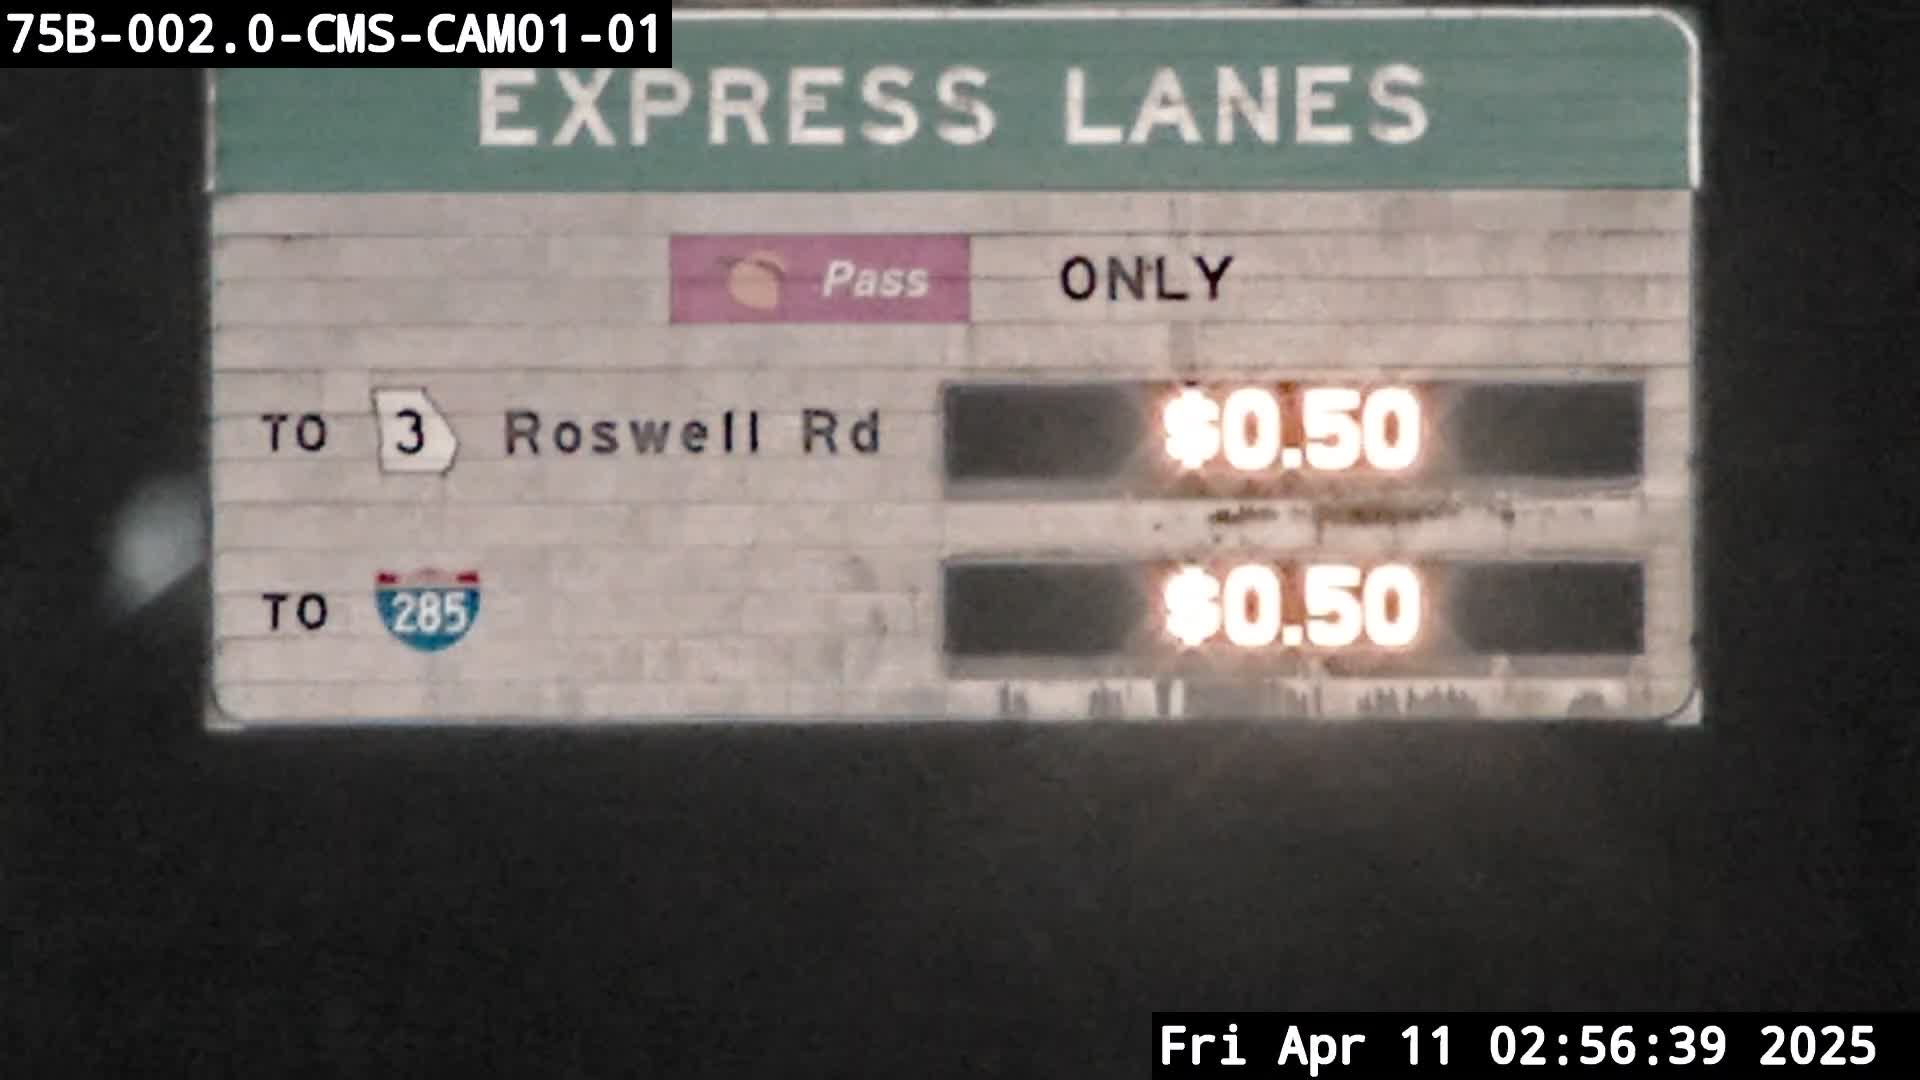 75B-002.0-CMS-CAM01-01
EXPRESS LANES
Pass ONLY
TO 3 Roswell Rd $0.50
TO 285 $0.50
Fri Apr 11 02:56:39 2025